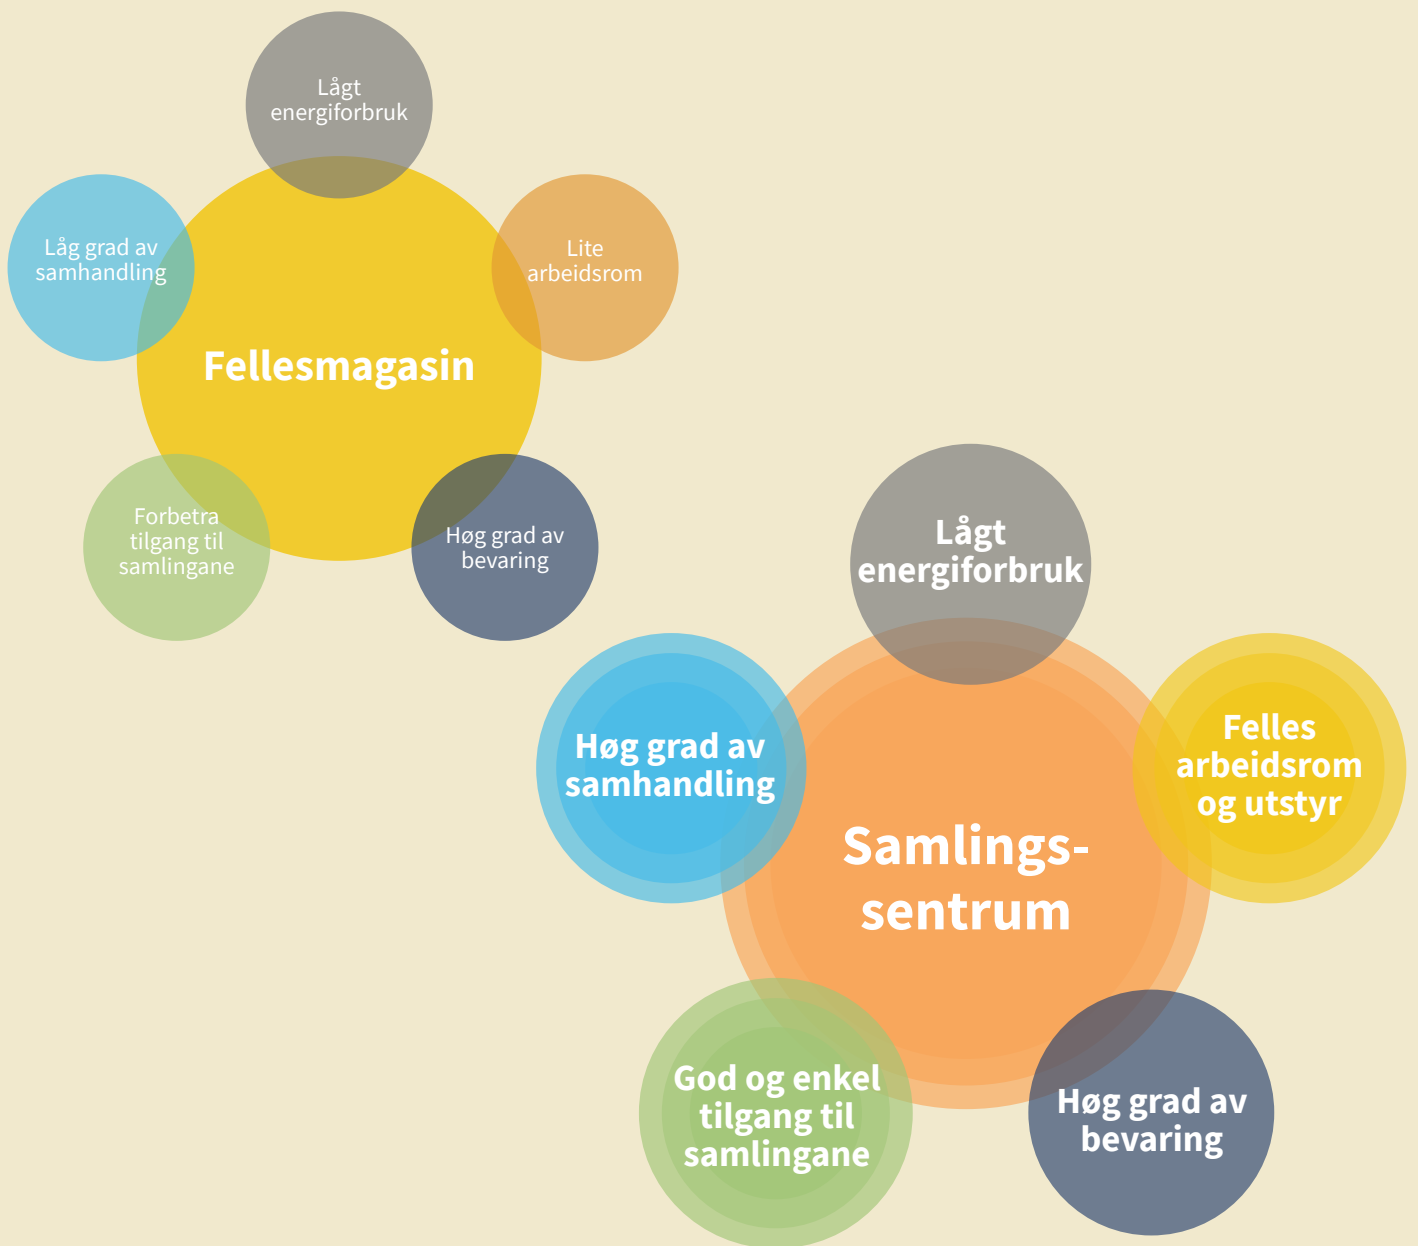 Lågt
energiforbruk
Låg grad av
samhandling
Lite
arbeidsrom
Fellesmagasin
Forbetra
tilgang til
samlingane
Høg grad av
bevaring
Lågt
energiforbruk
Høg grad av
samhandling
Felles
arbeidsrom
og utstyr
Samlings-
sentrum
God og enkel
tilgang til
samlingane
Høg grad av
bevaring